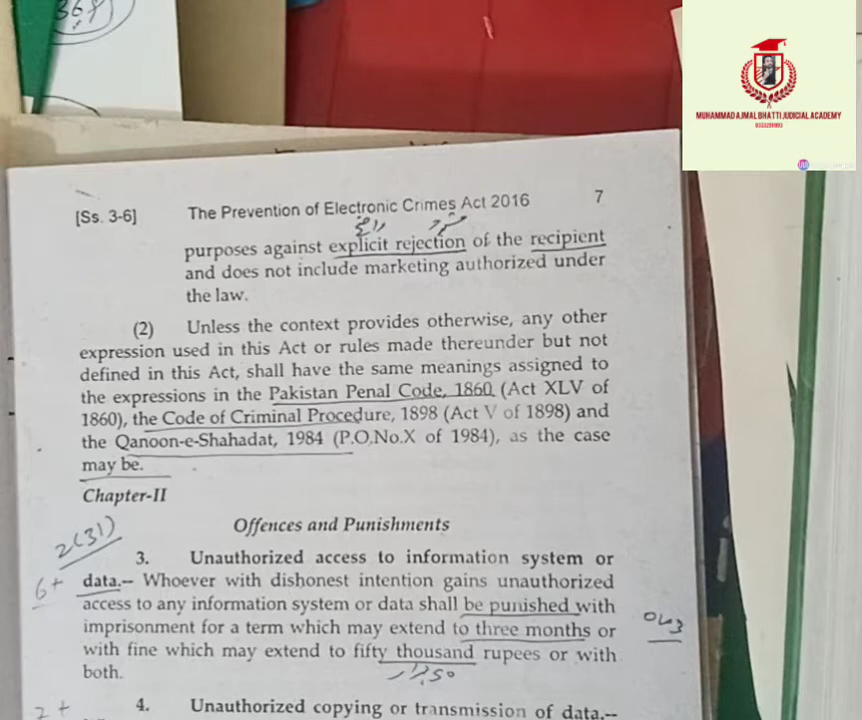 MUHAMMAD AJMAL BHATTI JUDICIAL ACADEMY
[Ss. 3-6] The Prevention of Electronic Crimes Act 2016 7
purposes against explicit rejection of the recipient
and does not include marketing authorized under
the law.
(2) Unless the context provides otherwise, any other
expression used in this Act or rules made thereunder but not
defined in this Act, shall have the same meanings assigned to
the expressions in the Pakistan Penal Code, 1860 (Act XLV of
1860), the Code of Criminal Procedure, 1898 (Act V of 1898) and
the Qanoon-e-Shahadat, 1984 (P.O.No.X of 1984), as the case
may be.
Chapter-II
Offences and Punishments
2(31)
3. Unauthorized access to information system or
6+ data.– Whoever with dishonest intention gains unauthorized
access to any information system or data shall be punished with
imprisonment for a term which may extend to three months or
with fine which may extend to fifty thousand rupees or with
both.
2+ 4. Unauthorized copying or transmission of data.–